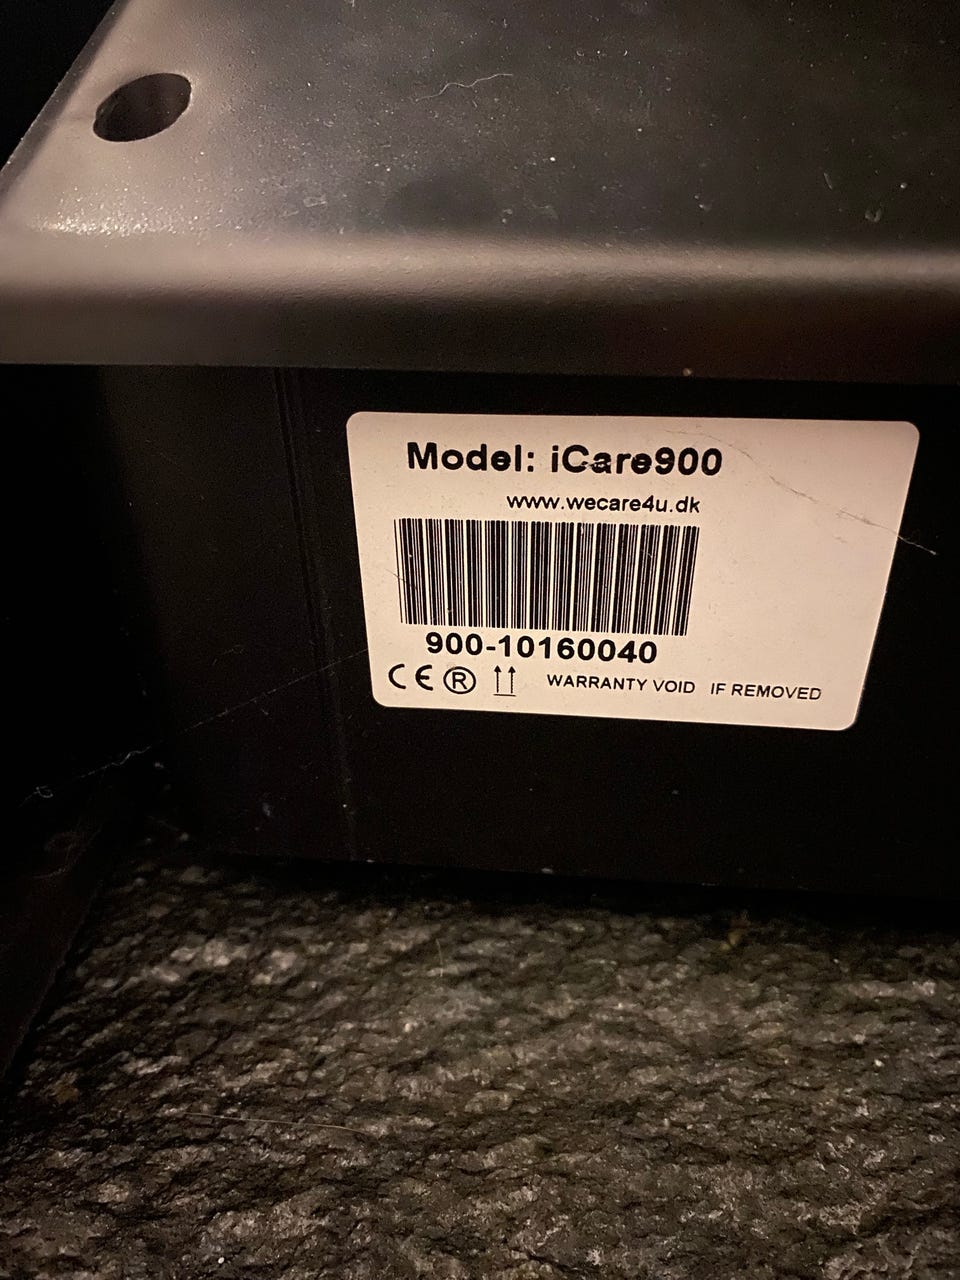 Model: iCare900
www.wecare4u.dk
900-10160040
CE ® WARRANTY VOID IF REMOVED